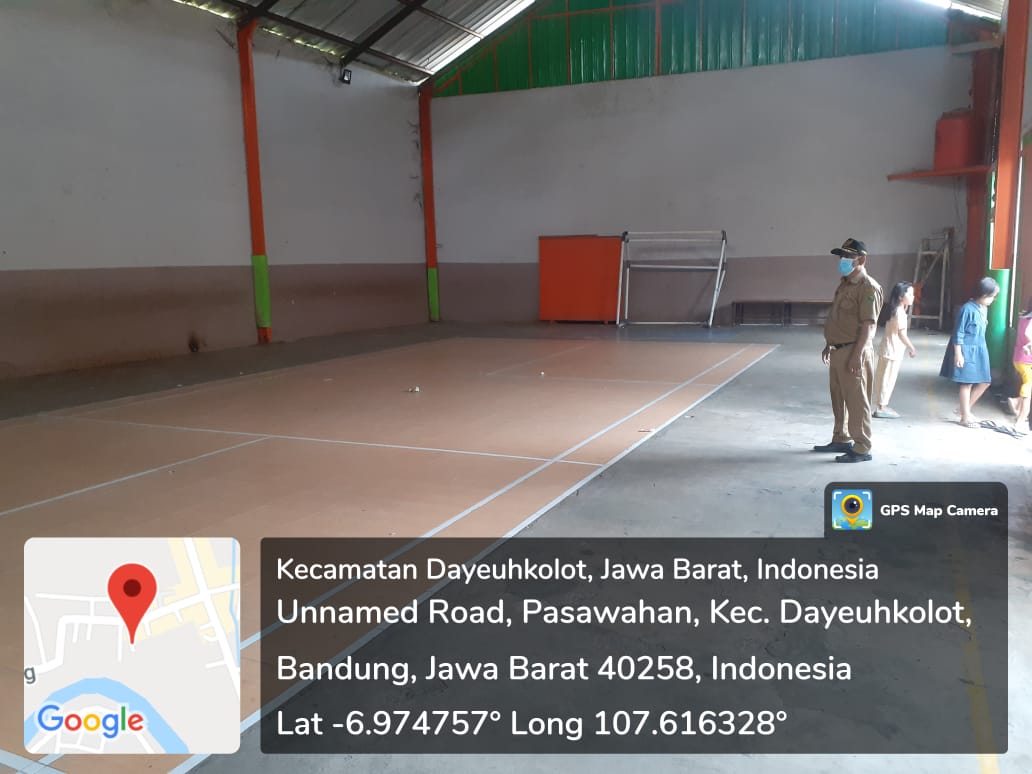 GPS Map Camera
Kecamatan Dayeuhkolot, Jawa Barat, Indonesia
Unnamed Road, Pasawahan, Kec. Dayeuhkolot,
Bandung, Jawa Barat 40258, Indonesia
Lat -6.974757° Long 107.616328°
g
Google